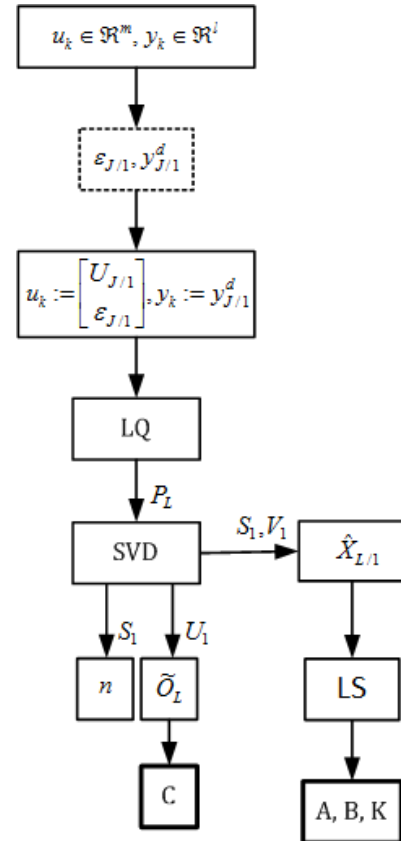 u_k ∈ ℜ^m, y_k ∈ ℜ^l
ε_{J/1}, y^d_{J/1}
u_k := [U_{J/1} ε_{J/1}], y_k := y^d_{J/1}
LQ
P_L
SVD
S_1, V_1
X̂_{L/1}
S_1
U_1
n
Õ_L
LS
C
A, B, K